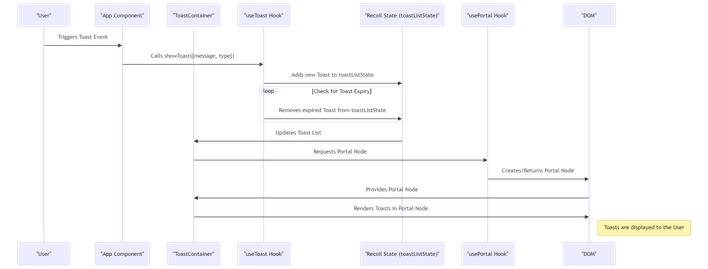 "User"
"App Component"
"ToastContainer"
"useToast Hook"
"Recoil State (toastListState)"
"usePortal Hook"
"DOM"
Triggers Toast Event
Calls showToast({message, type})
Adds new Toast to toastListState
loop
[Check for Toast Expiry]
Removes expired Toast from toastListState
Updates Toast List
Requests Portal Node
Creates/Returns Portal Node
Provides Portal Node
Renders Toasts in Portal Node
Toasts are displayed to the User
"User"
"App Component"
"ToastContainer"
"useToast Hook"
"Recoil State (toastListState)"
"usePortal Hook"
"DOM"